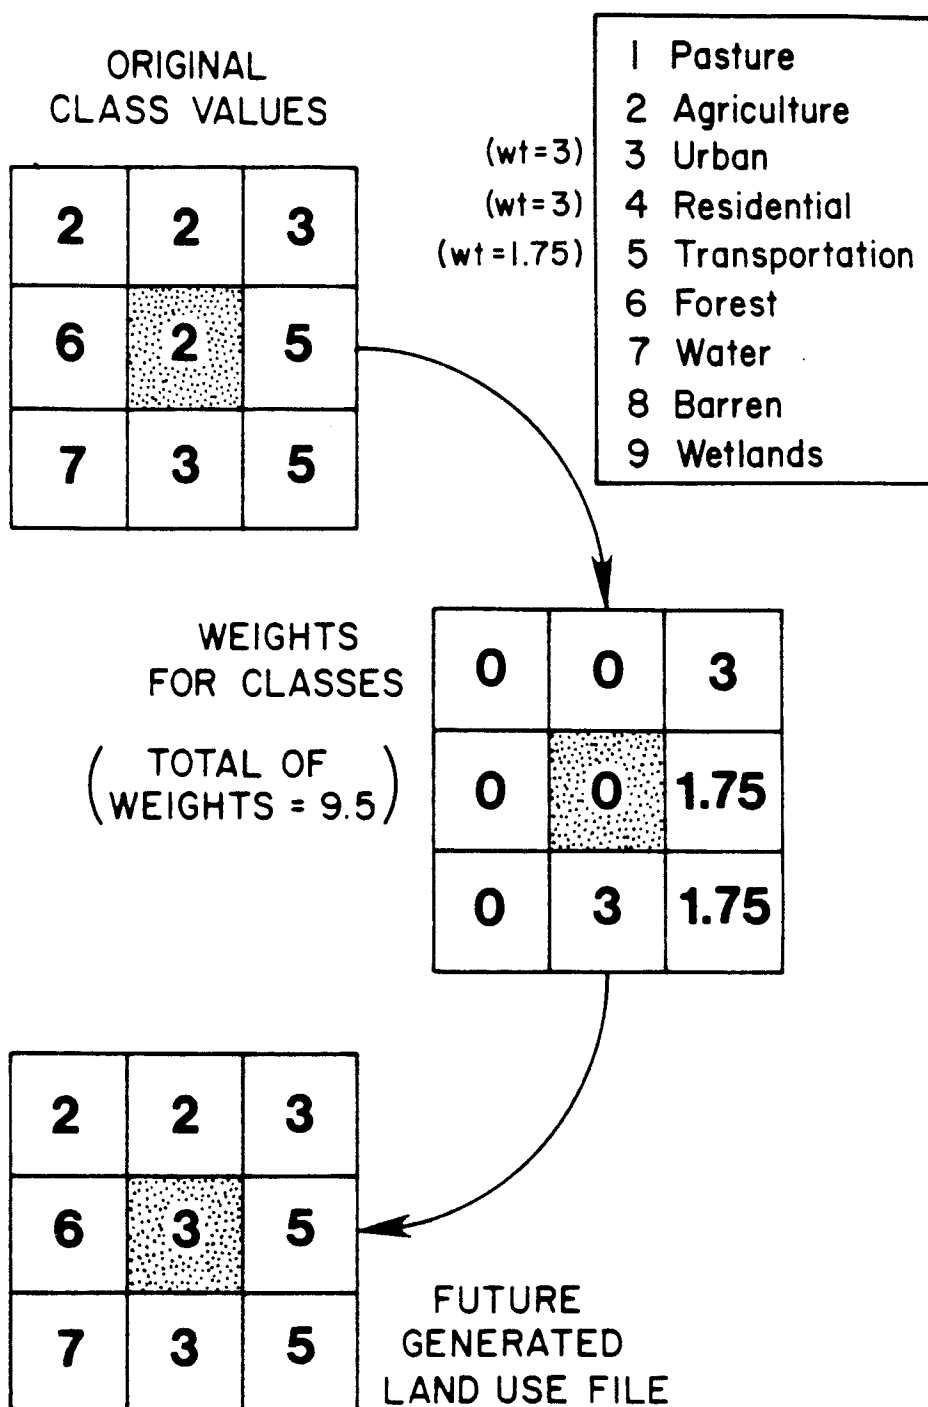 ORIGINAL
CLASS VALUES
2 2 3
6 2 5
7 3 5
1 Pasture
2 Agriculture
(wt=3) 3 Urban
(wt=3) 4 Residential
(wt=1.75) 5 Transportation
6 Forest
7 Water
8 Barren
9 Wetlands
WEIGHTS
FOR CLASSES
(TOTAL OF
WEIGHTS = 9.5)
0 0 3
0 0 1.75
0 3 1.75
2 2 3
6 3 5
7 3 5
FUTURE
GENERATED
LAND USE FILE